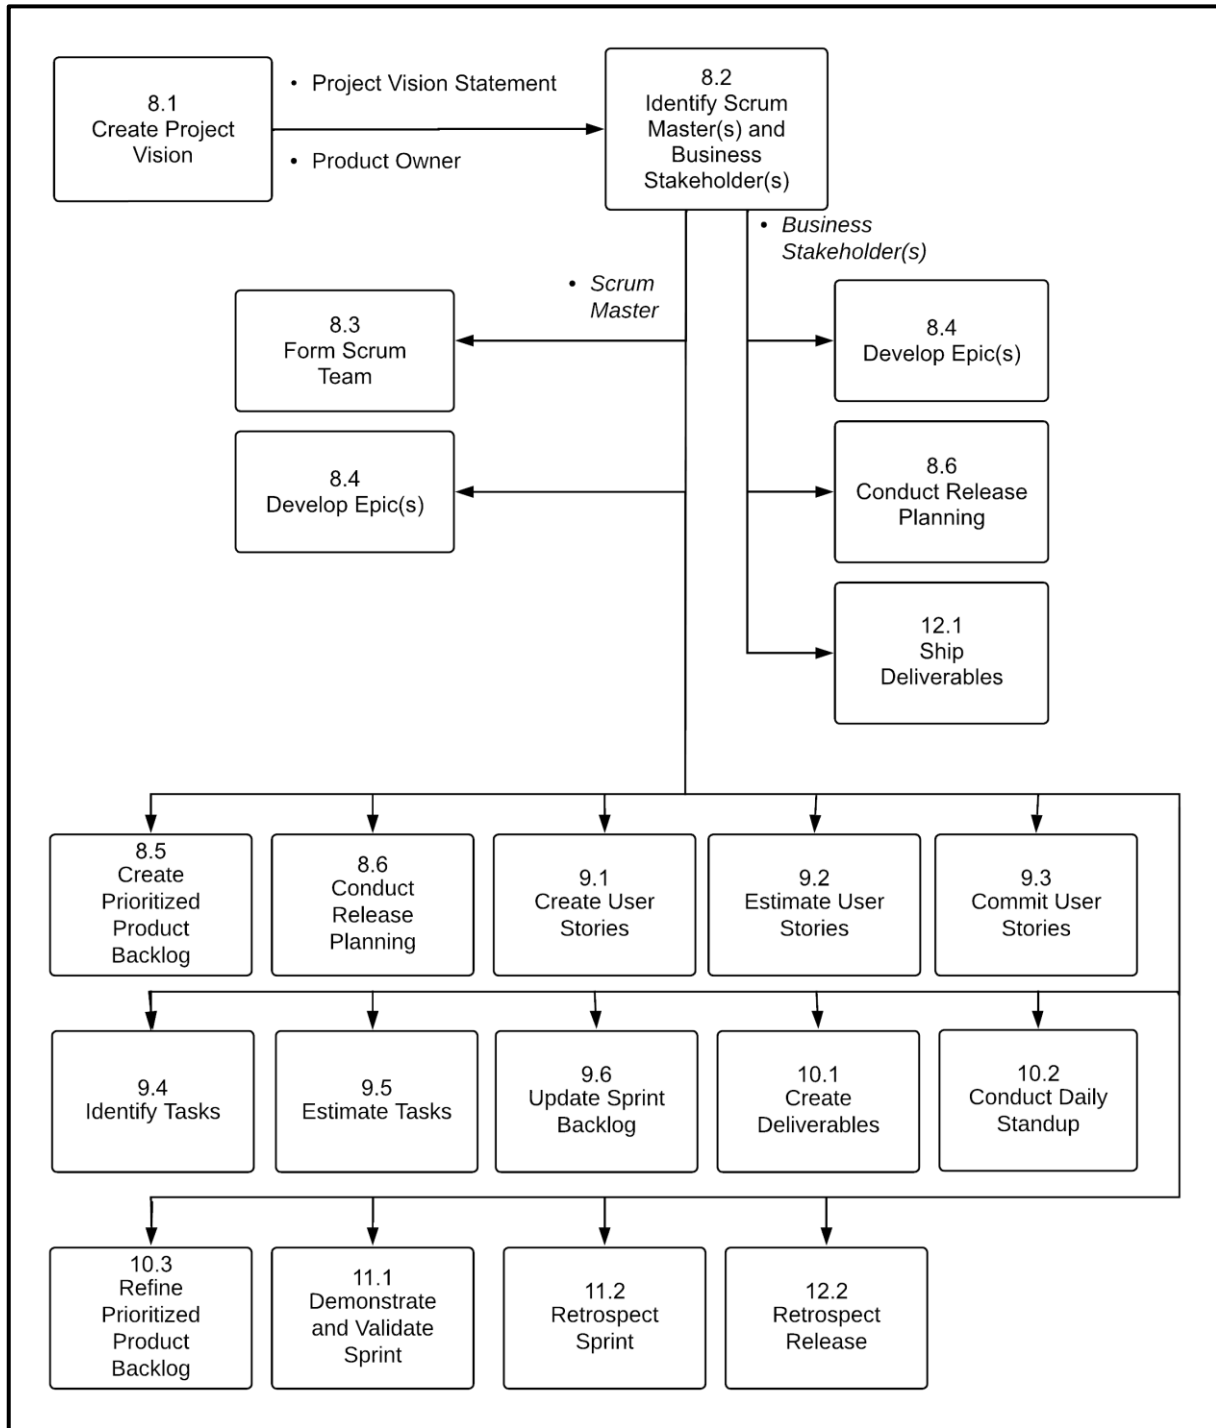 8.1
Create Project
Vision
• Project Vision Statement
• Product Owner
8.2
Identify Scrum
Master(s) and
Business
Stakeholder(s)
• Business
Stakeholder(s)
• Scrum
Master
8.3
Form Scrum
Team
8.4
Develop Epic(s)
8.4
Develop Epic(s)
8.6
Conduct Release
Planning
12.1
Ship
Deliverables
8.5
Create
Prioritized
Product
Backlog
8.6
Conduct
Release
Planning
9.1
Create User
Stories
9.2
Estimate User
Stories
9.3
Commit User
Stories
9.4
Identify Tasks
9.5
Estimate Tasks
9.6
Update Sprint
Backlog
10.1
Create
Deliverables
10.2
Conduct Daily
Standup
10.3
Refine
Prioritized
Product
Backlog
11.1
Demonstrate
and Validate
Sprint
11.2
Retrospect
Sprint
12.2
Retrospect
Release